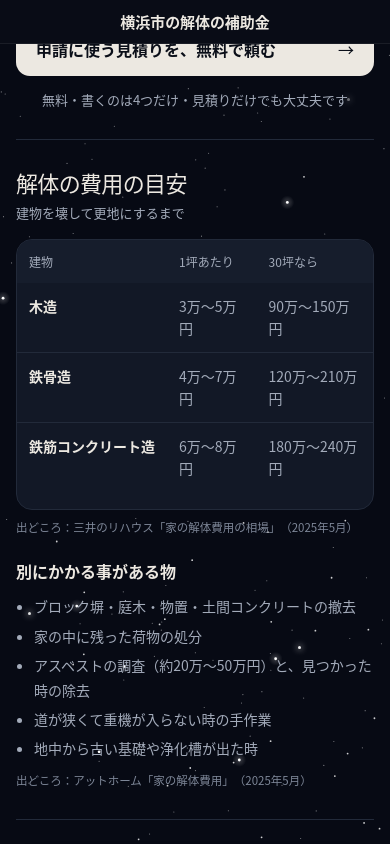 横浜市の解体の補助金
申請に使う見積りを、無料で頼む →
無料・書くのは4つだけ・見積りだけでも大丈夫です
解体の費用の目安
建物を壊して更地にするまで
建物 1坪あたり 30坪なら
木造 3万〜5万円 90万〜150万円
鉄骨造 4万〜7万円 120万〜210万円
鉄筋コンクリート造 6万〜8万円 180万〜240万円
出どころ：三井のリハウス「家の解体費用の相場」（2025年5月）
別にかかる事がある物
• ブロック塀・庭木・物置・土間コンクリートの撤去
• 家の中に残った荷物の処分
• アスベストの調査（約20万〜50万円）と、見つかった
時の除去
• 道が狭くて重機が入らない時の手作業
• 地中から古い基礎や浄化槽が出た時
出どころ：アットホーム「家の解体費用」（2025年5月）